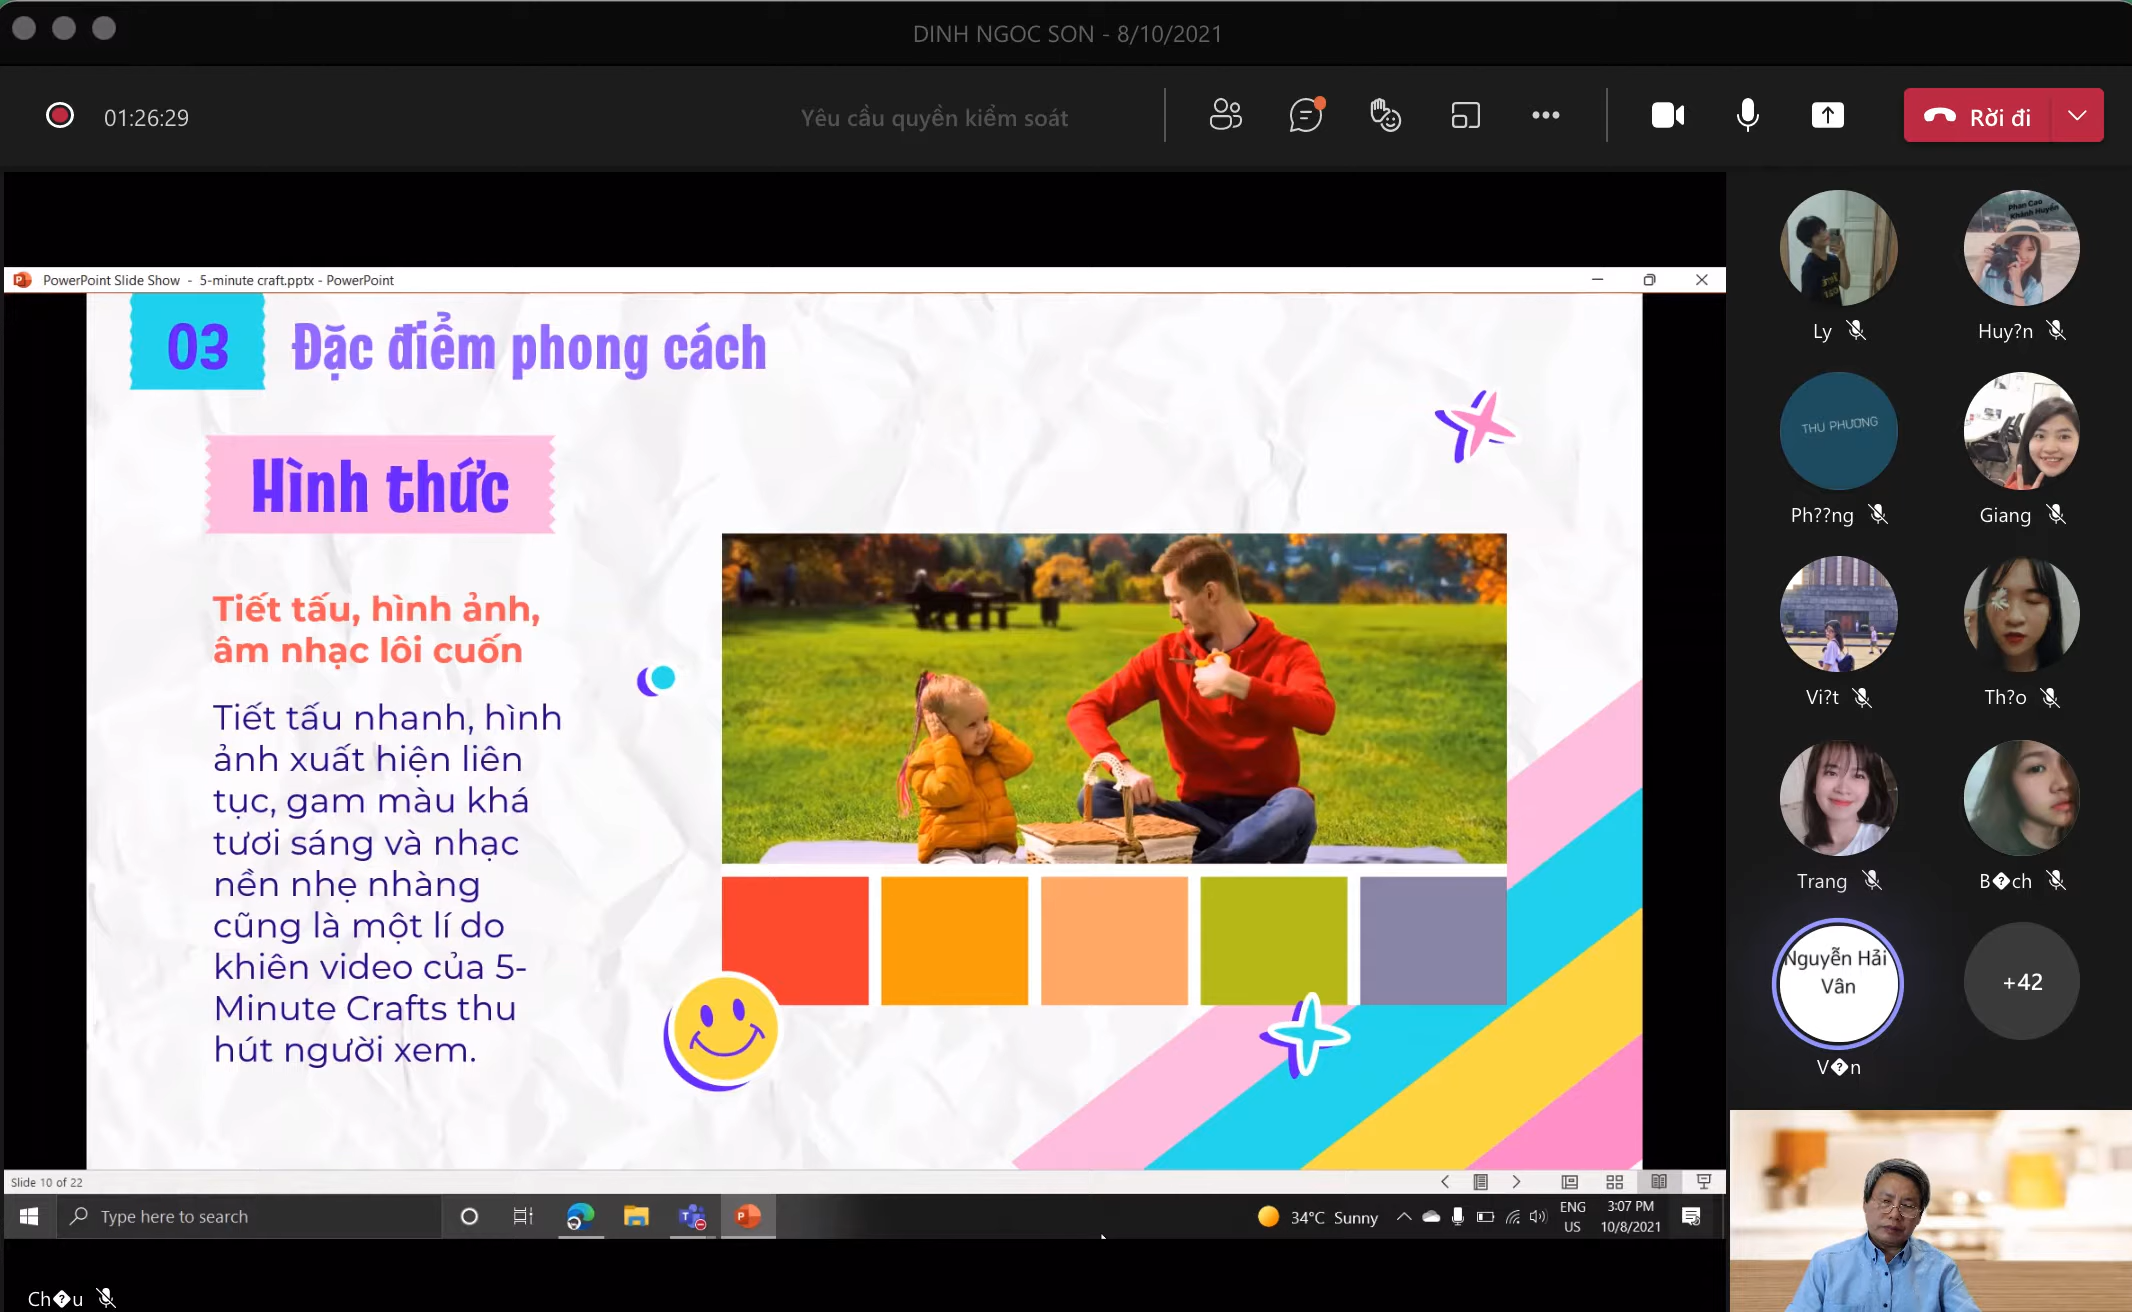 DINH NGOC SON - 8/10/2021
01:26:29
Yêu cầu quyền kiểm soát
Rời đi
PowerPoint Slide Show - 5-minute craft.pptx - PowerPoint
03
Đặc điểm phong cách
Hình thức
Tiết tấu, hình ảnh,
âm nhạc lôi cuốn
Tiết tấu nhanh, hình
ảnh xuất hiện liên
tục, gam màu khá
tươi sáng và nhạc
nền nhẹ nhàng
cũng là một lí do
khiên video của 5-
Minute Crafts thu
hút người xem.
Slide 10 of 22
Type here to search
34°C Sunny
ENG
US
3:07 PM
10/8/2021
Ch�u
Phan Cao
Khánh Huyền
Ly
Huy?n
THU PHƯƠNG
Ph??ng
Giang
Vi?t
Th?o
Trang
B�ch
Nguyễn Hải
Vân
+42
V�n